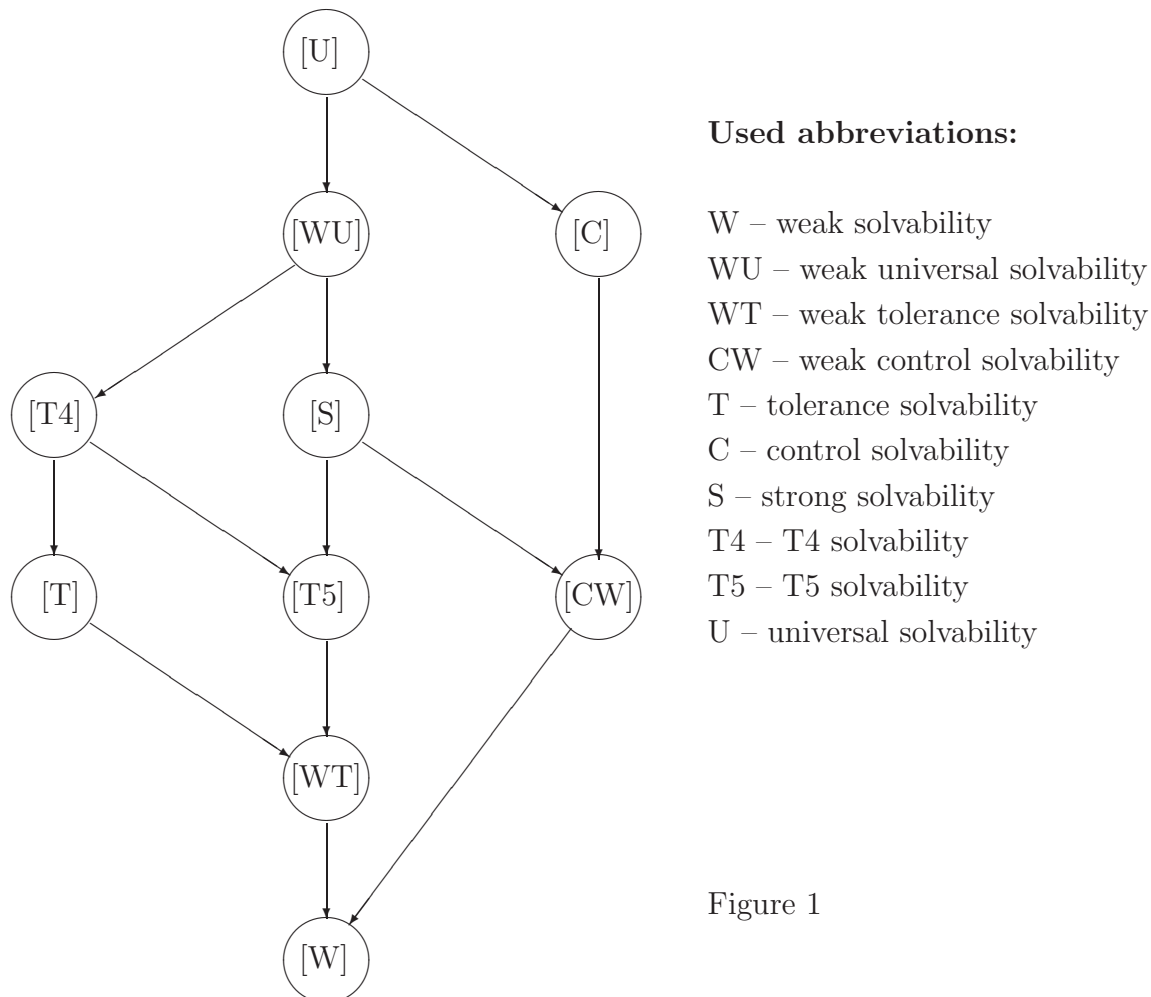 [U]
Used abbreviations:
[WU]
[C]
W – weak solvability
WU – weak universal solvability
WT – weak tolerance solvability
CW – weak control solvability
[T4]
[S]
T – tolerance solvability
C – control solvability
S – strong solvability
T4 – T4 solvability
[T]
[T5]
[CW]
T5 – T5 solvability
U – universal solvability
[WT]
Figure 1
[W]